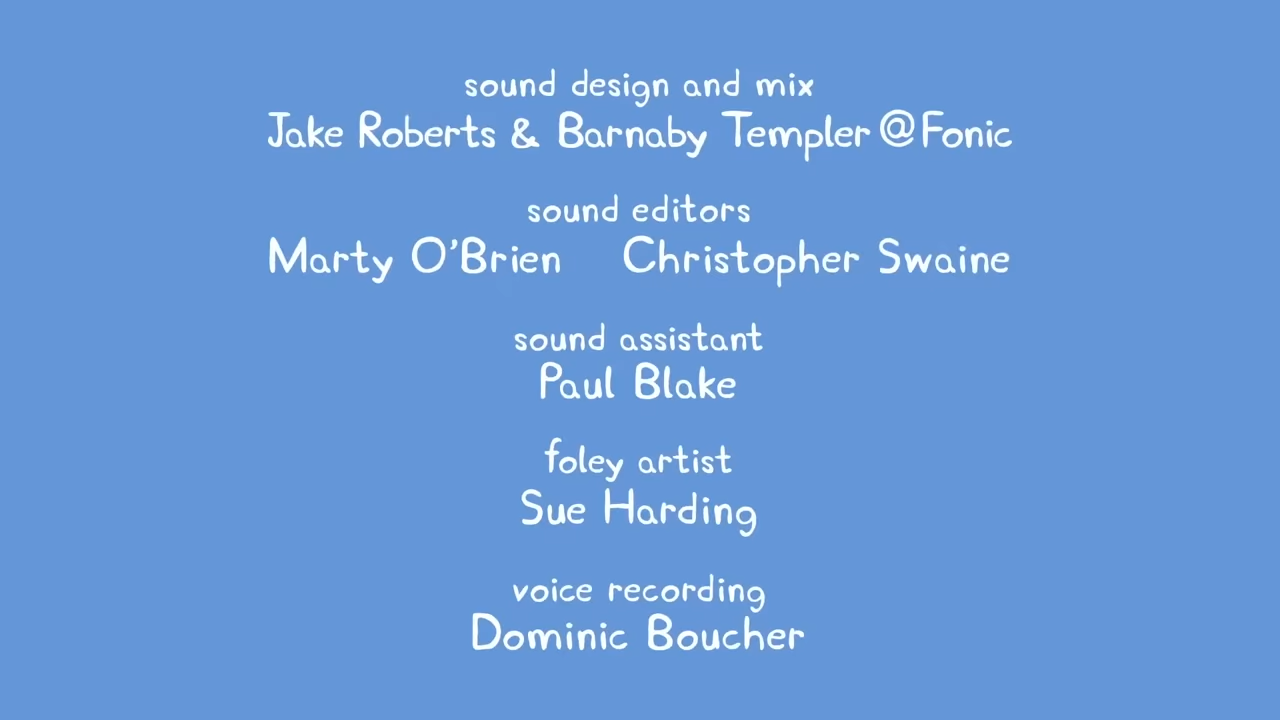 sound design and mix
Jake Roberts & Barnaby Templer @ Fonic
sound editors
Marty O'Brien Christopher Swaine
sound assistant
Paul Blake
foley artist
Sue Harding
voice recording
Dominic Boucher